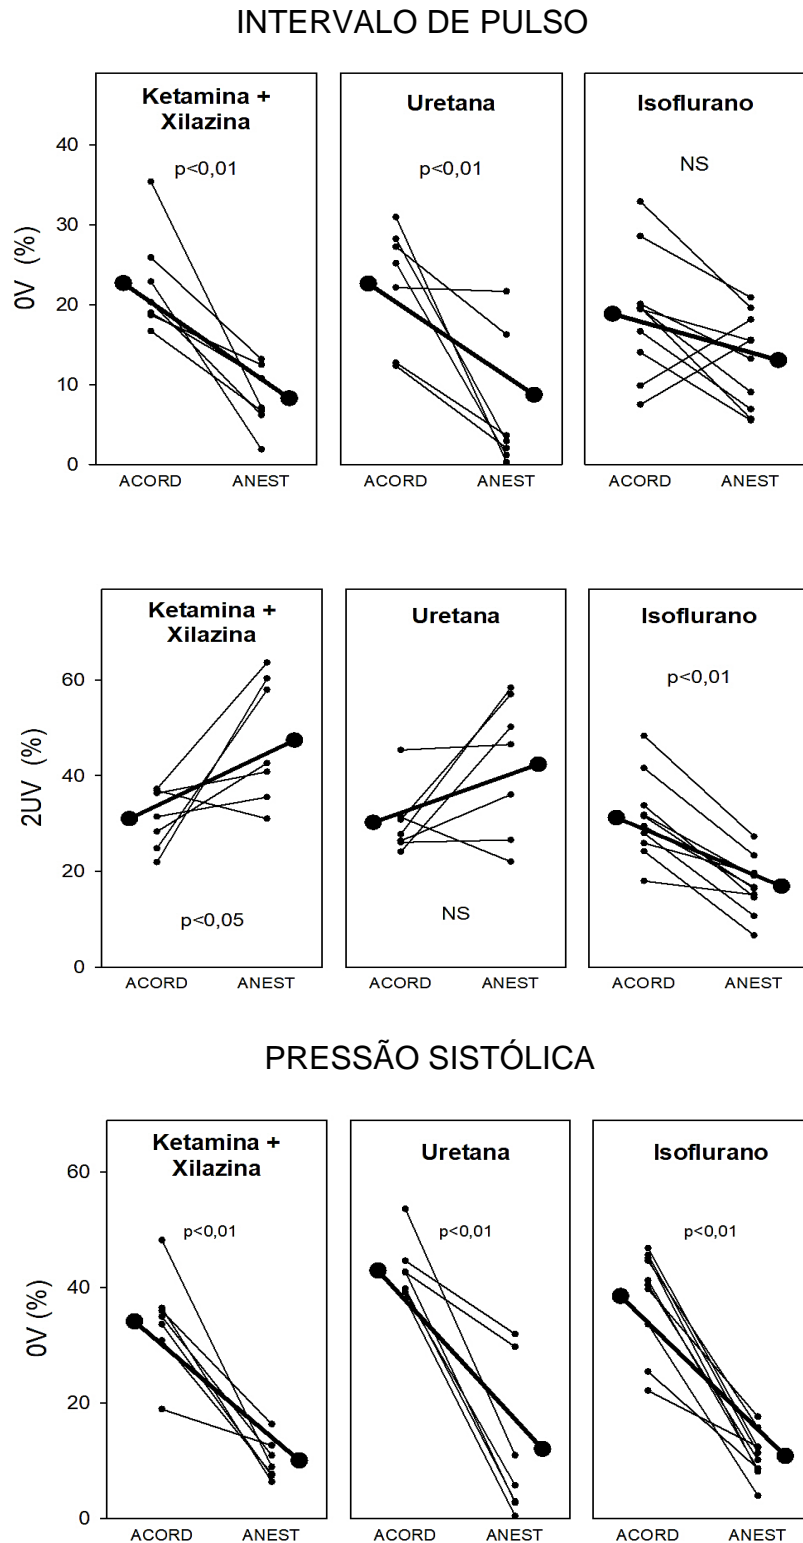 INTERVALO DE PULSO
Ketamina +
Xilazina
p<0,01
Uretana
p<0,01
Isoflurano
NS
0V (%)
40
30
20
10
0
ACORD ANEST
ACORD ANEST
ACORD ANEST
Ketamina +
Xilazina
p<0,05
Uretana
NS
Isoflurano
p<0,01
2UV (%)
60
40
20
0
ACORD ANEST
ACORD ANEST
ACORD ANEST
PRESSÃO SISTÓLICA
Ketamina +
Xilazina
p<0,01
Uretana
p<0,01
Isoflurano
p<0,01
0V (%)
60
40
20
0
ACORD ANEST
ACORD ANEST
ACORD ANEST